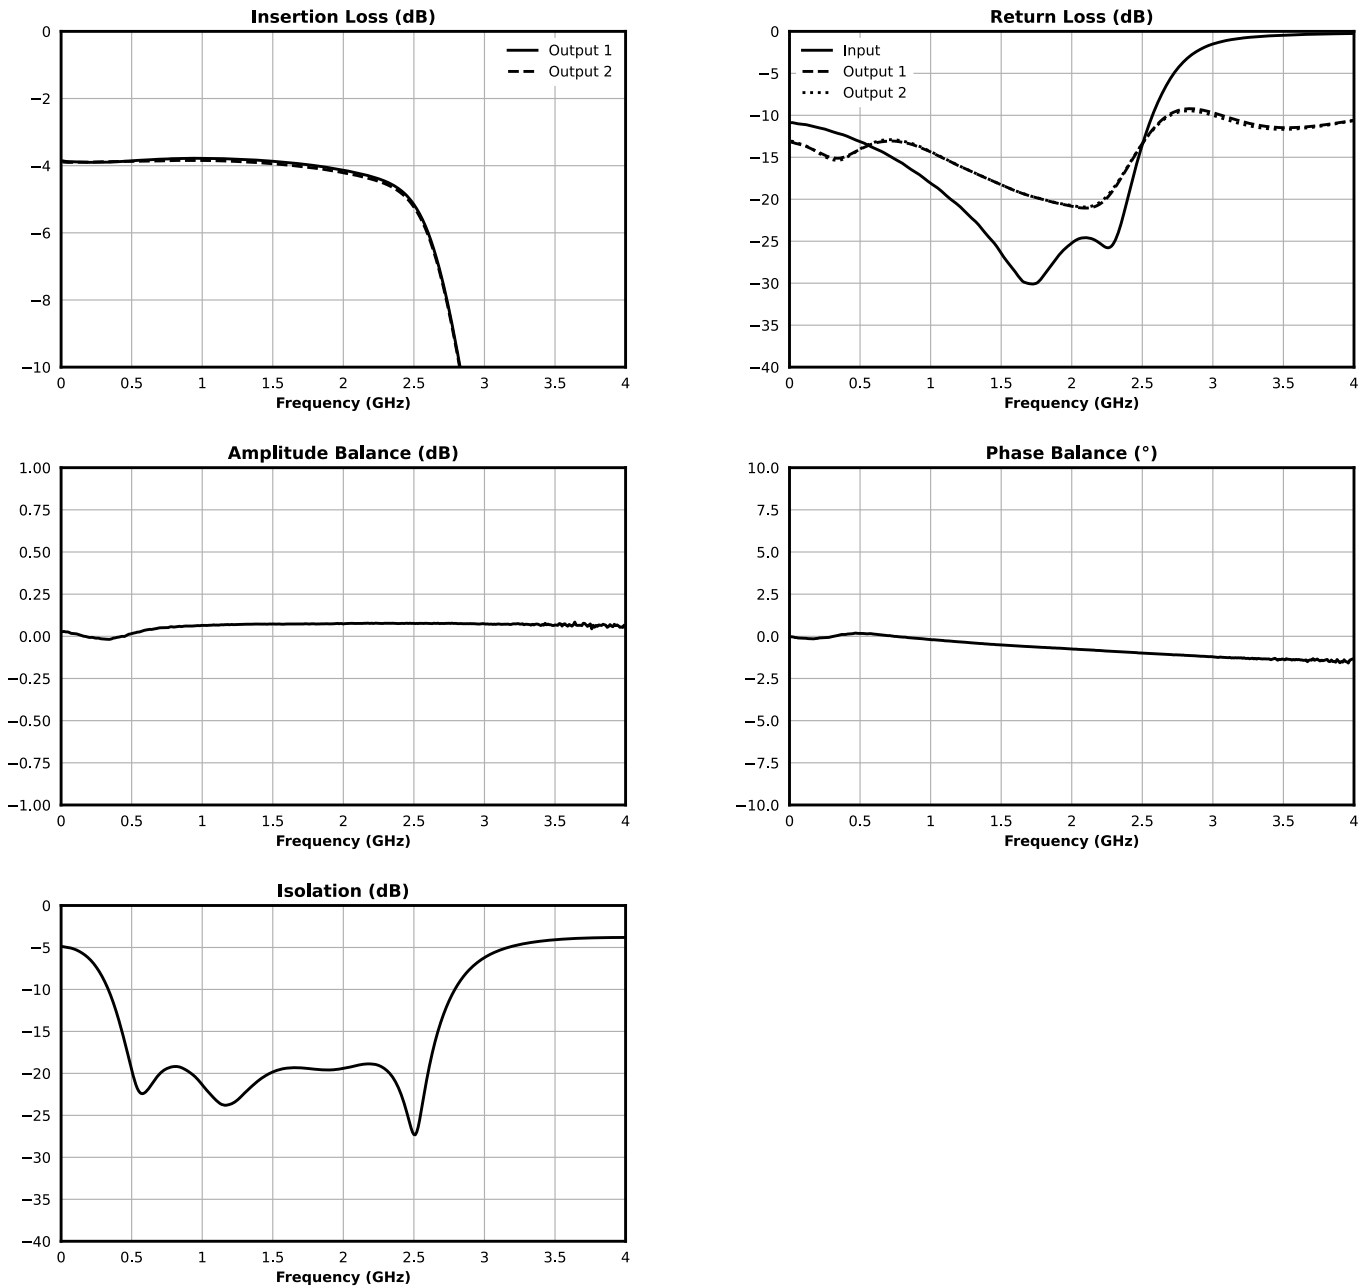 Insertion Loss (dB)
0
−2
−4
−6
−8
−10
Output 1
Output 2
0 0.5 1 1.5 2 2.5 3 3.5 4
Frequency (GHz)
Return Loss (dB)
0
−5
−10
−15
−20
−25
−30
−35
−40
Input
Output 1
Output 2
0 0.5 1 1.5 2 2.5 3 3.5 4
Frequency (GHz)
Amplitude Balance (dB)
1.00
0.75
0.50
0.25
0.00
−0.25
−0.50
−0.75
−1.00
0 0.5 1 1.5 2 2.5 3 3.5 4
Frequency (GHz)
Phase Balance (°)
10.0
7.5
5.0
2.5
0.0
−2.5
−5.0
−7.5
−10.0
0 0.5 1 1.5 2 2.5 3 3.5 4
Frequency (GHz)
Isolation (dB)
0
−5
−10
−15
−20
−25
−30
−35
−40
0 0.5 1 1.5 2 2.5 3 3.5 4
Frequency (GHz)